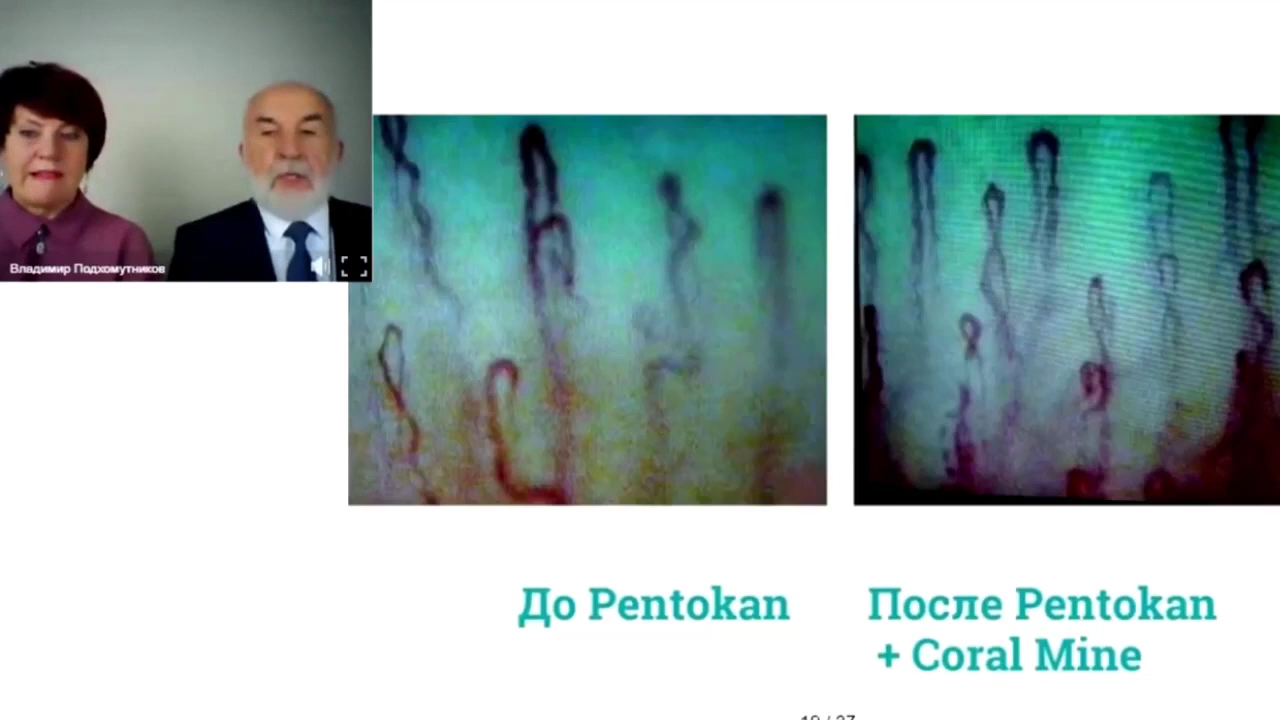 Владимир Подхомутников
До Pentokan
После Pentokan
+ Coral Mine